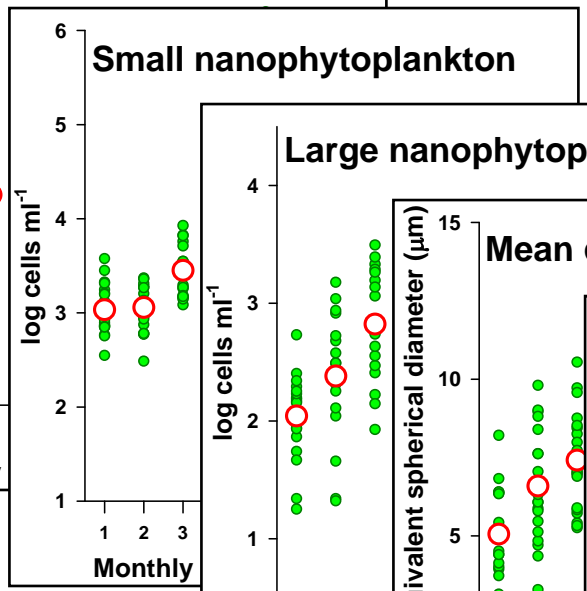 Small nanophytoplankton
6
5
4
3
2
1
log cells ml-1
1 2 3
Monthly
Large nanophytop
4
3
2
1
log cells ml-1
Mean
15
10
5
ivalent spherical diameter (μm)